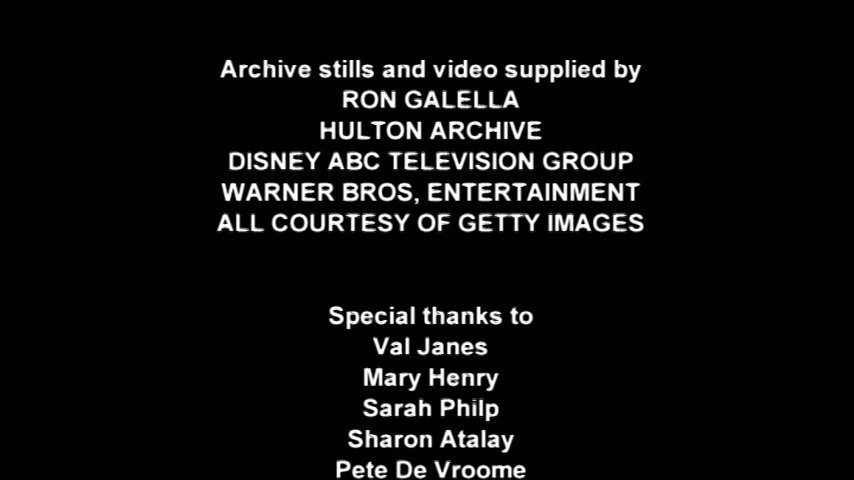 Archive stills and video supplied by
RON GALELLA
HULTON ARCHIVE
DISNEY ABC TELEVISION GROUP
WARNER BROS, ENTERTAINMENT
ALL COURTESY OF GETTY IMAGES
Special thanks to
Val Janes
Mary Henry
Sarah Philp
Sharon Atalay
Pete De Vroome